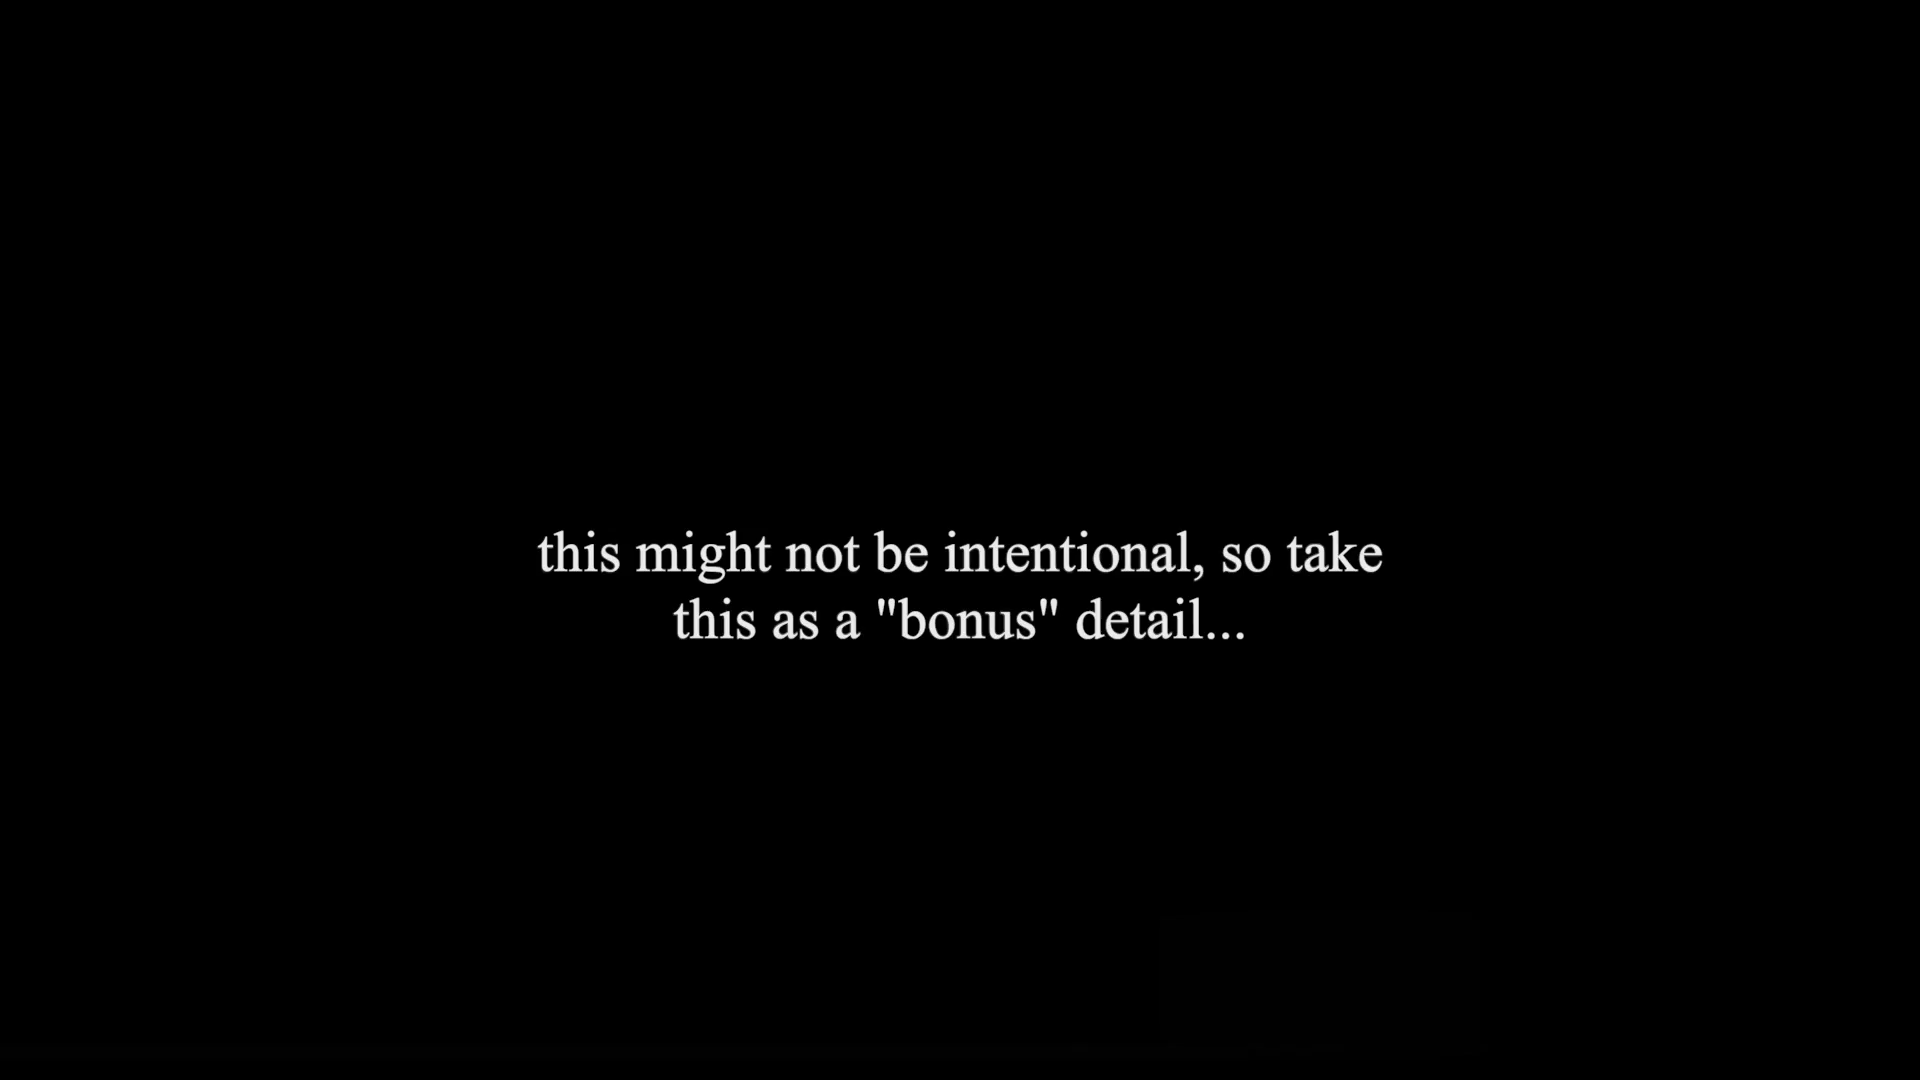 this might not be intentional, so take
this as a "bonus" detail...